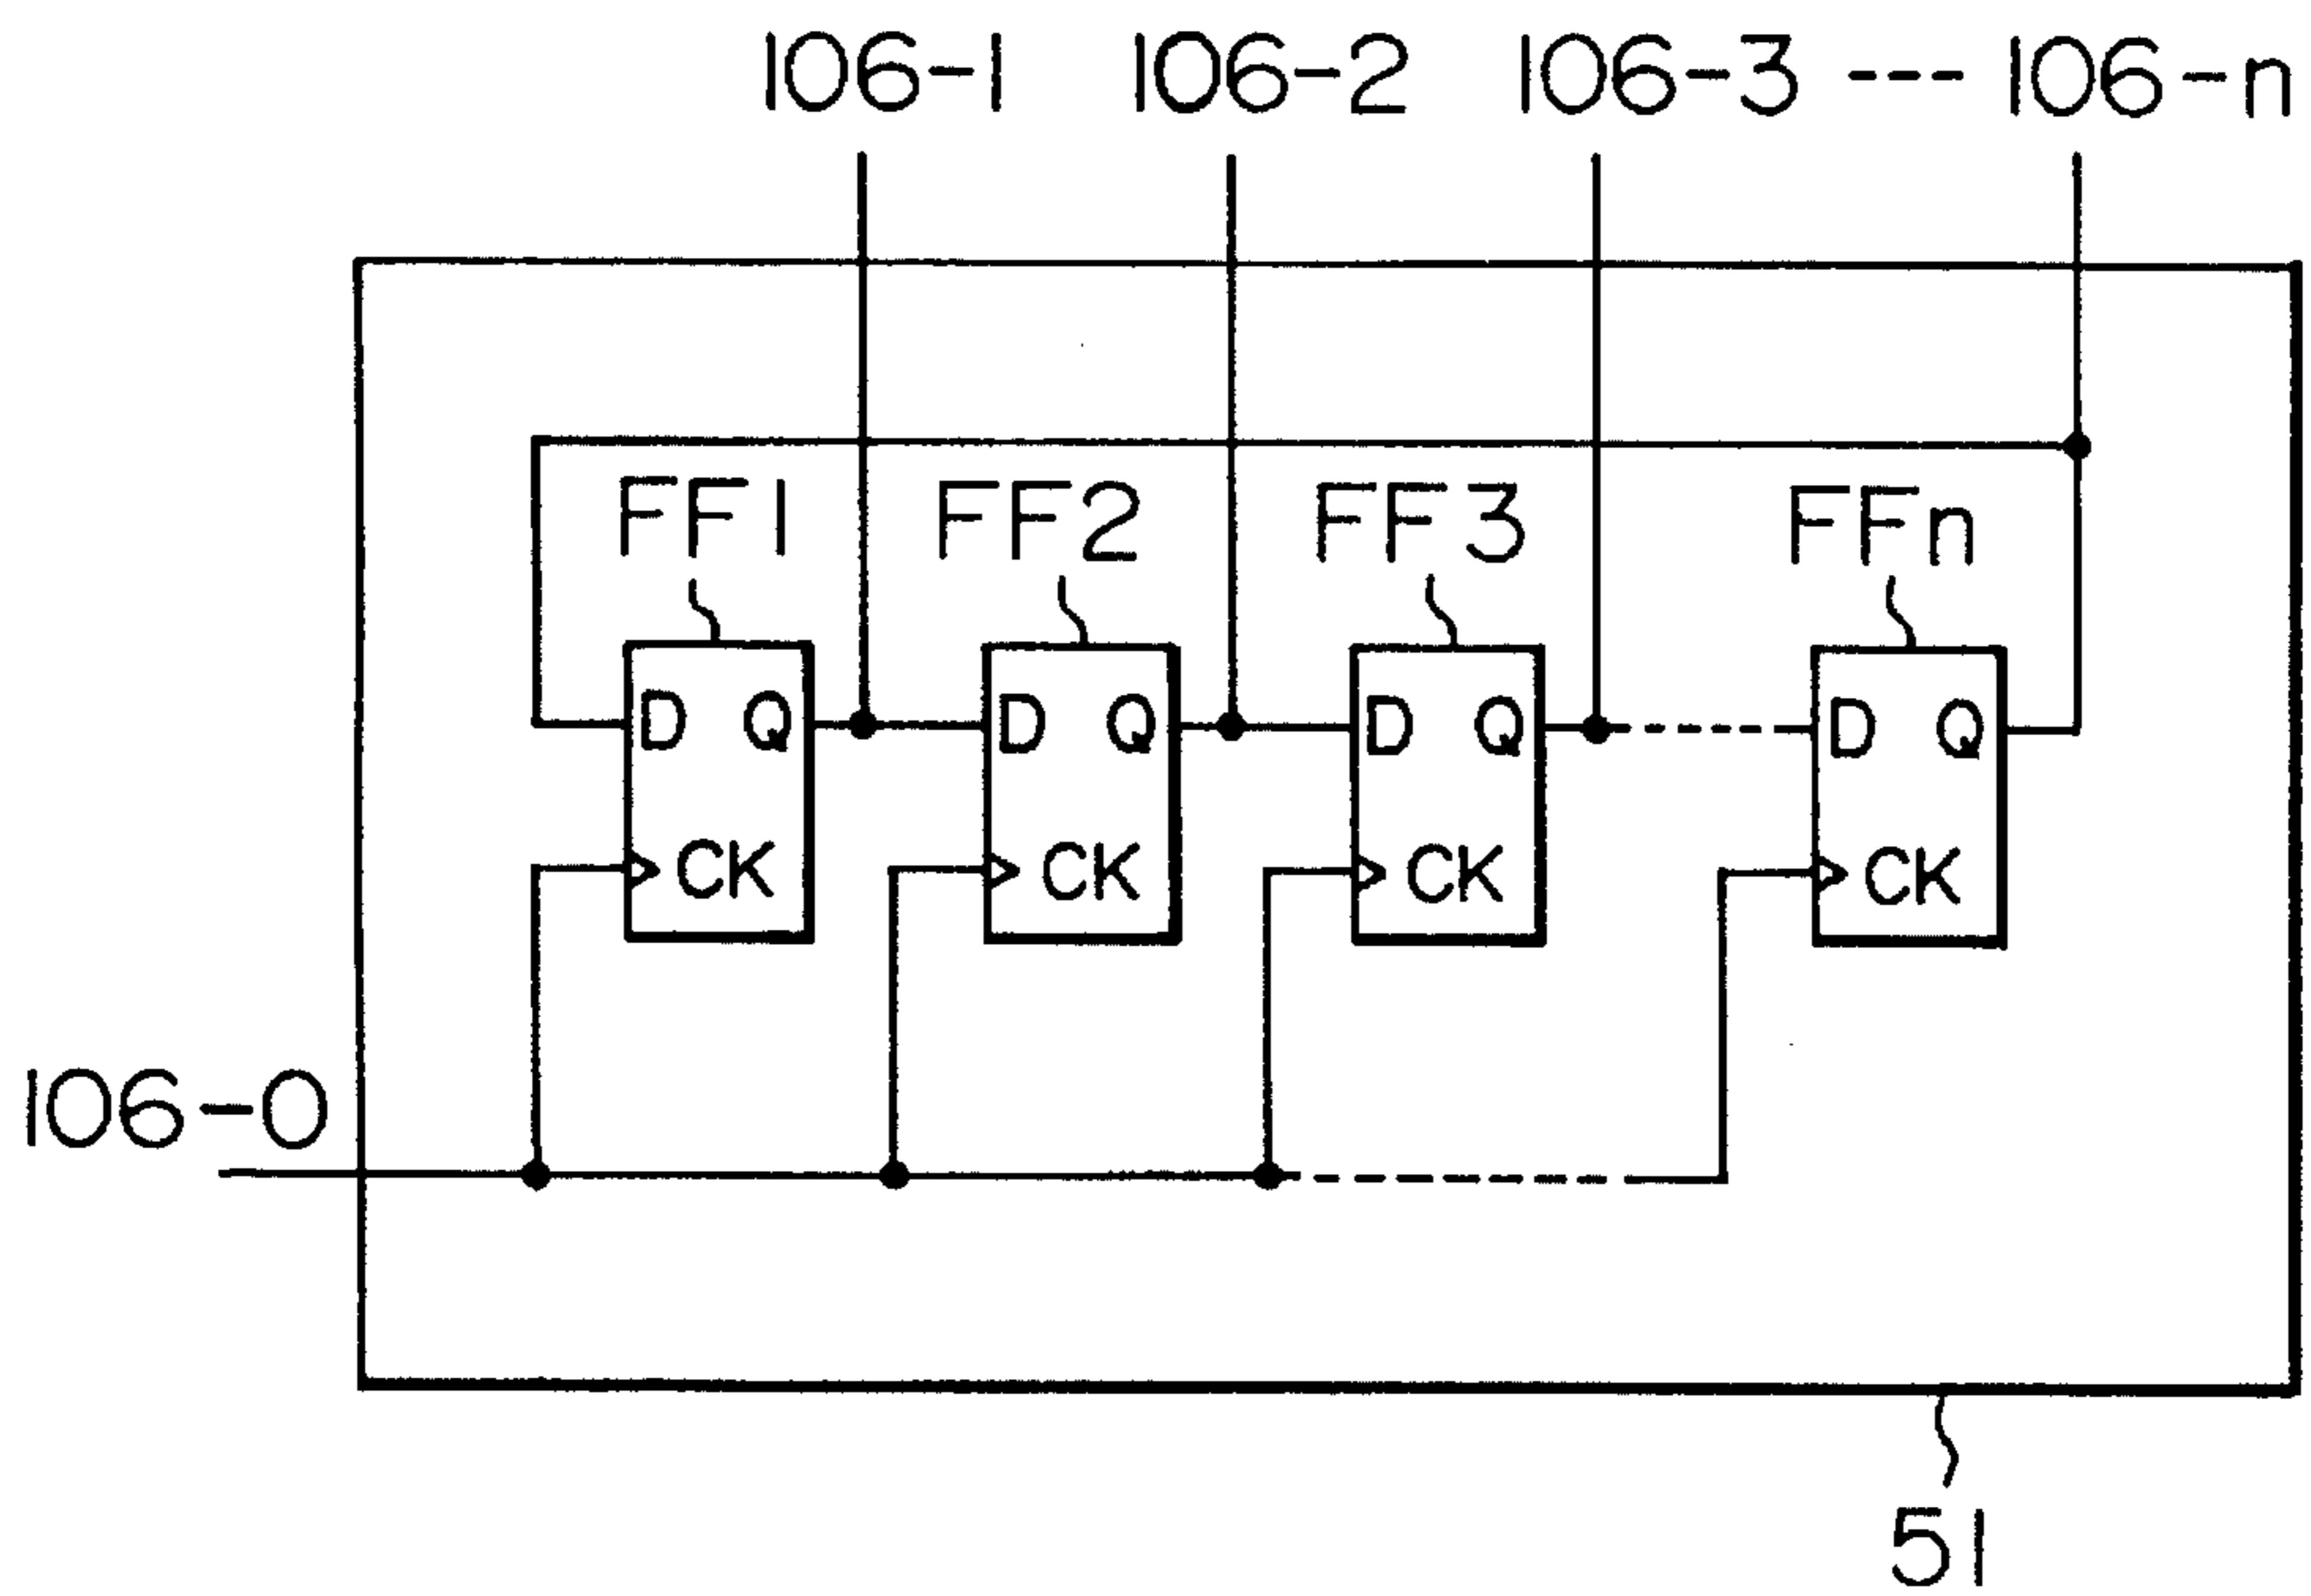 106-1 106-2 106-3 --- 106-n
FF1 FF2 FF3 FFn
D Q D Q D Q D Q
CK CK CK CK
106-0
51